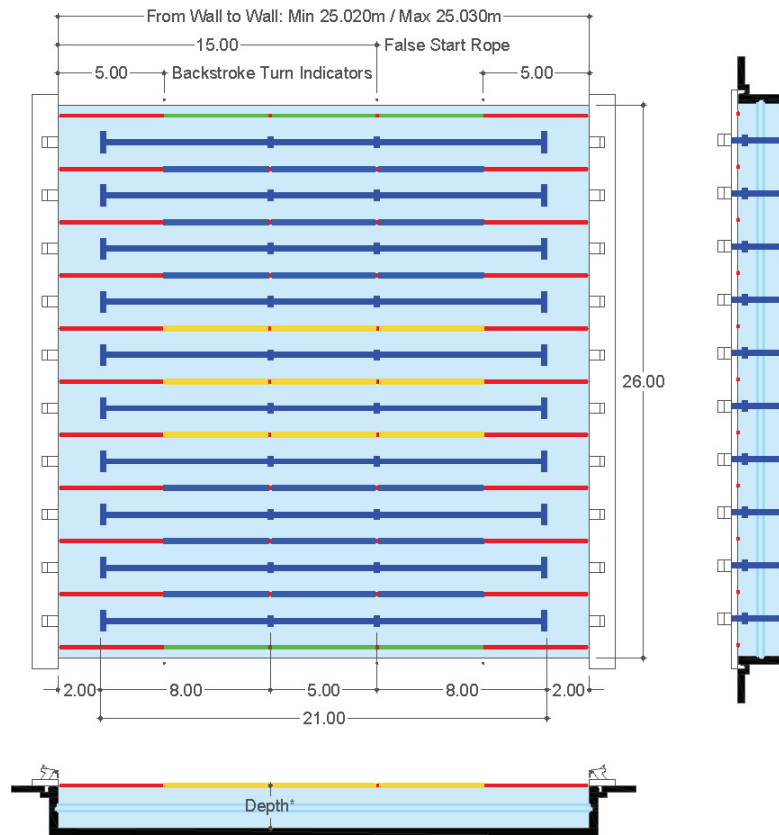 From Wall to Wall: Min 25.020m / Max 25.030m
15.00 False Start Rope
5.00 Backstroke Turn Indicators 5.00
26.00
2.00 8.00 5.00 8.00 2.00
21.00
Depth*